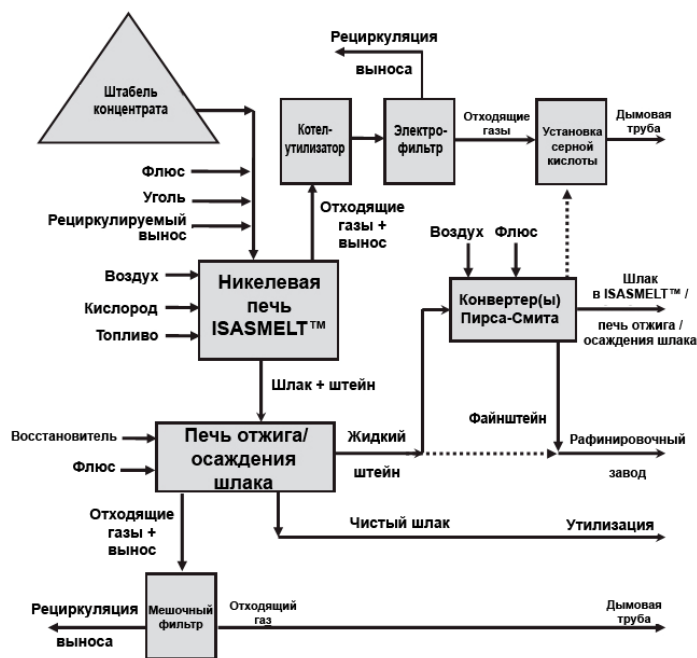 Рециркуляция
выноса
Штабель
концентрата
Котел-
утилизатор
Электро-
фильтр
Отходящие
газы
Установка
серной
кислоты
Дымовая
труба
Флюс
Уголь
Рециркулируемый
вынос
Отходящие
газы +
вынос
Воздух Флюс
Воздух
Кислород
Топливо
Никелевая
печь
ISASMELT™
Конвертер(ы)
Пирса-Смита
Шлак
в ISASMELT™ /
печь отжига /
осаждения шлака
Шлак + штейн
Файнштейн
Восстановитель
Флюс
Печь отжига/
осаждения
шлака
Жидкий
штейн
Рафинировочный
завод
Отходящие
газы +
вынос
Чистый шлак
Утилизация
Рециркуляция
выноса
Мешочный
фильтр
Отходящий
газ
Дымовая
труба